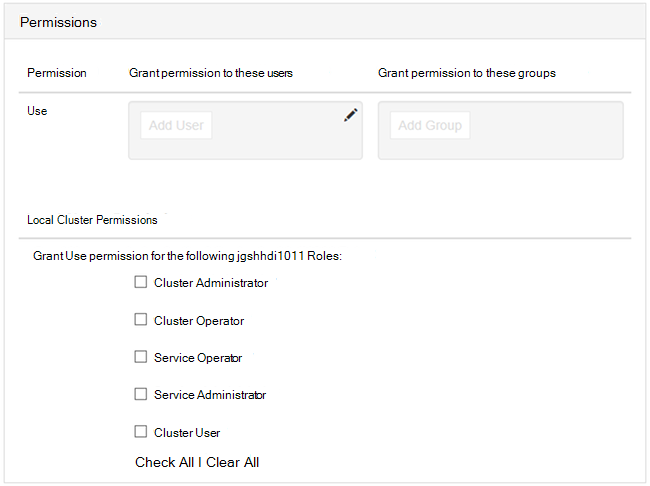 Permissions
Permission Grant permission to these users Grant permission to these groups
Use Add User Add Group
Local Cluster Permissions
Grant Use permission for the following jgshhdi1011 Roles:
Cluster Administrator
Cluster Operator
Service Operator
Service Administrator
Cluster User
Check All | Clear All